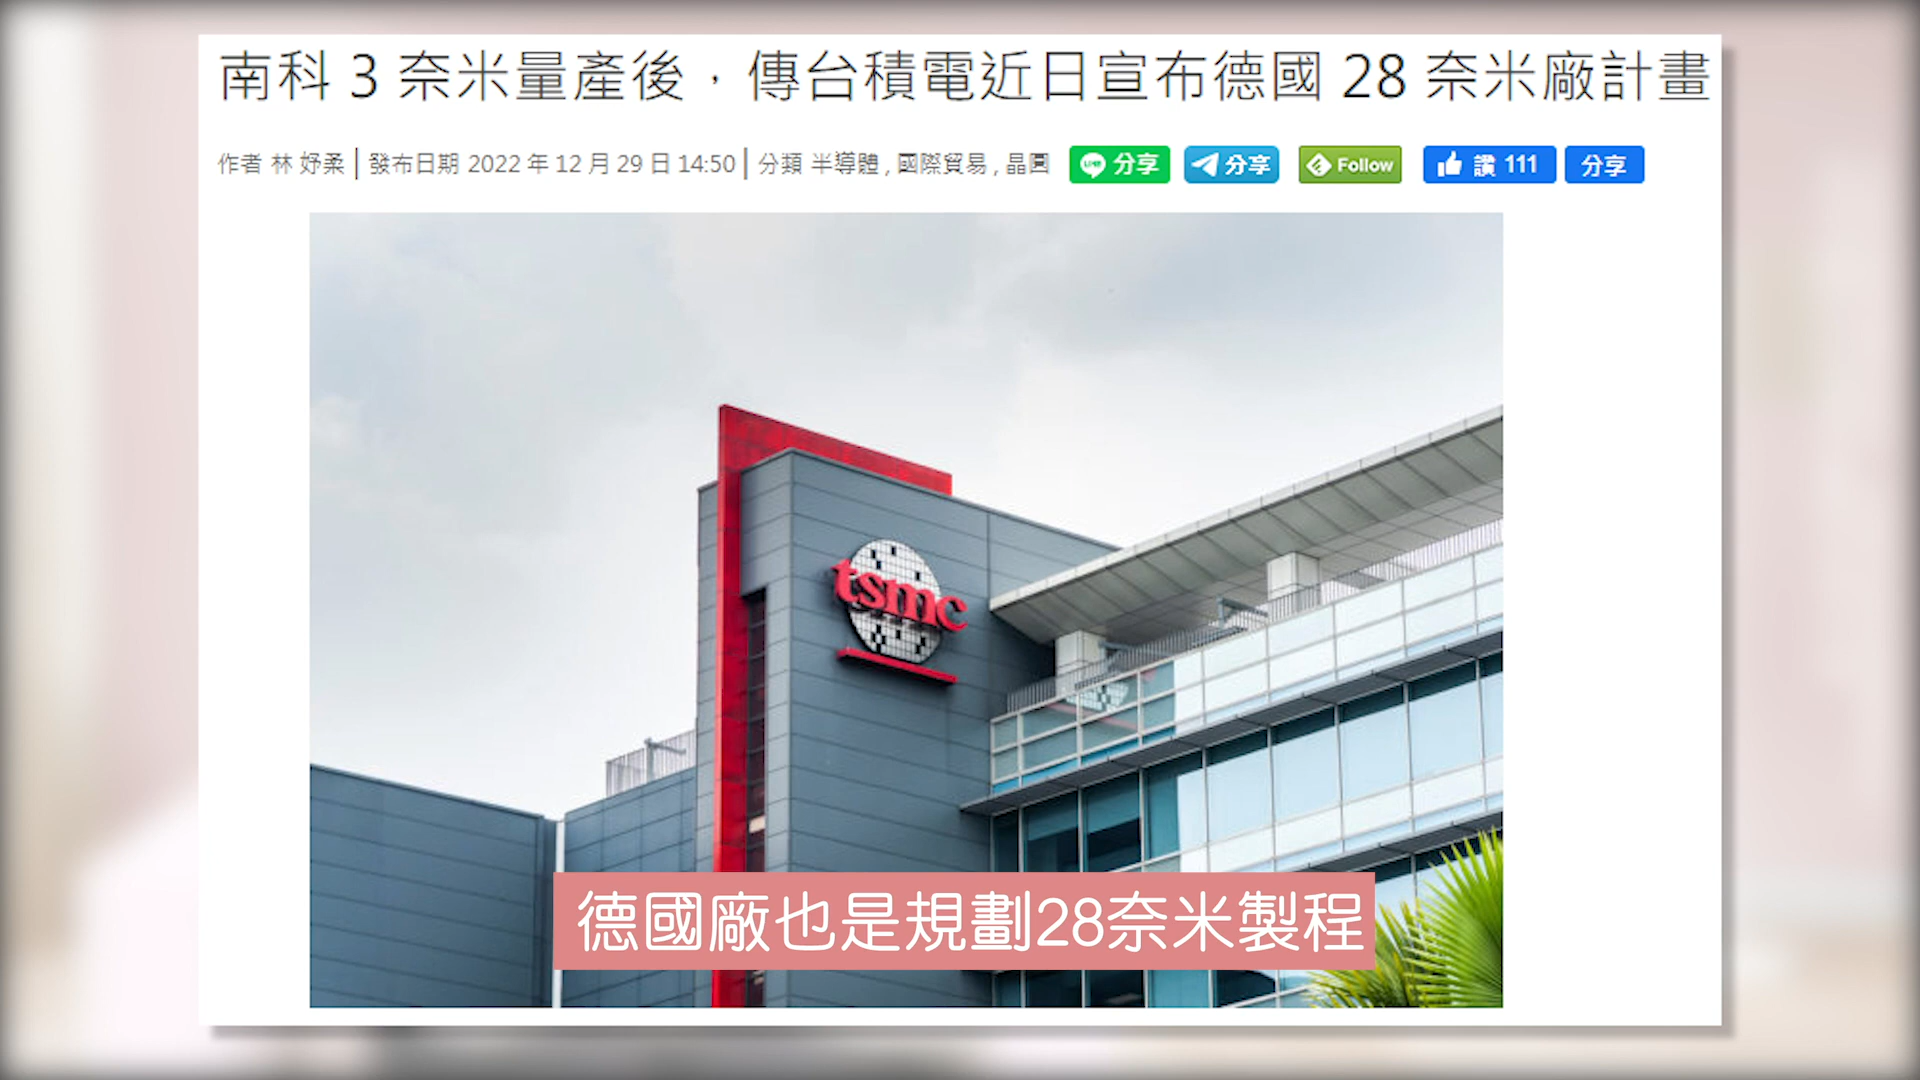 南科 3 奈米量產後，傳台積電近日宣布德國 28 奈米廠計畫
作者 林 妤柔 | 發布日期 2022 年 12 月 29 日 14:50 | 分類 半導體 , 國際貿易 , 晶圓 分享 分享 Follow 讚 111 分享
tsmc
德國廠也是規劃28奈米製程